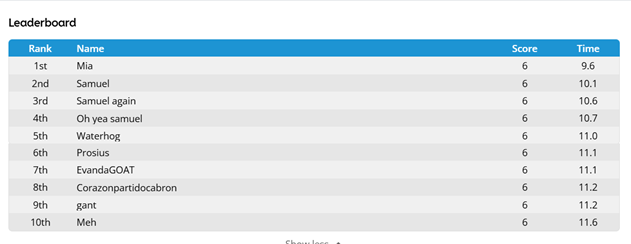 Leaderboard
Rank Name Score Time
1st Mia 6 9.6
2nd Samuel 6 10.1
3rd Samuel again 6 10.6
4th Oh yea samuel 6 10.7
5th Waterhog 6 11.0
6th Prosius 6 11.1
7th EvandaGOAT 6 11.1
8th Corazonpartidocabron 6 11.2
9th gant 6 11.2
10th Meh 6 11.6
Show less